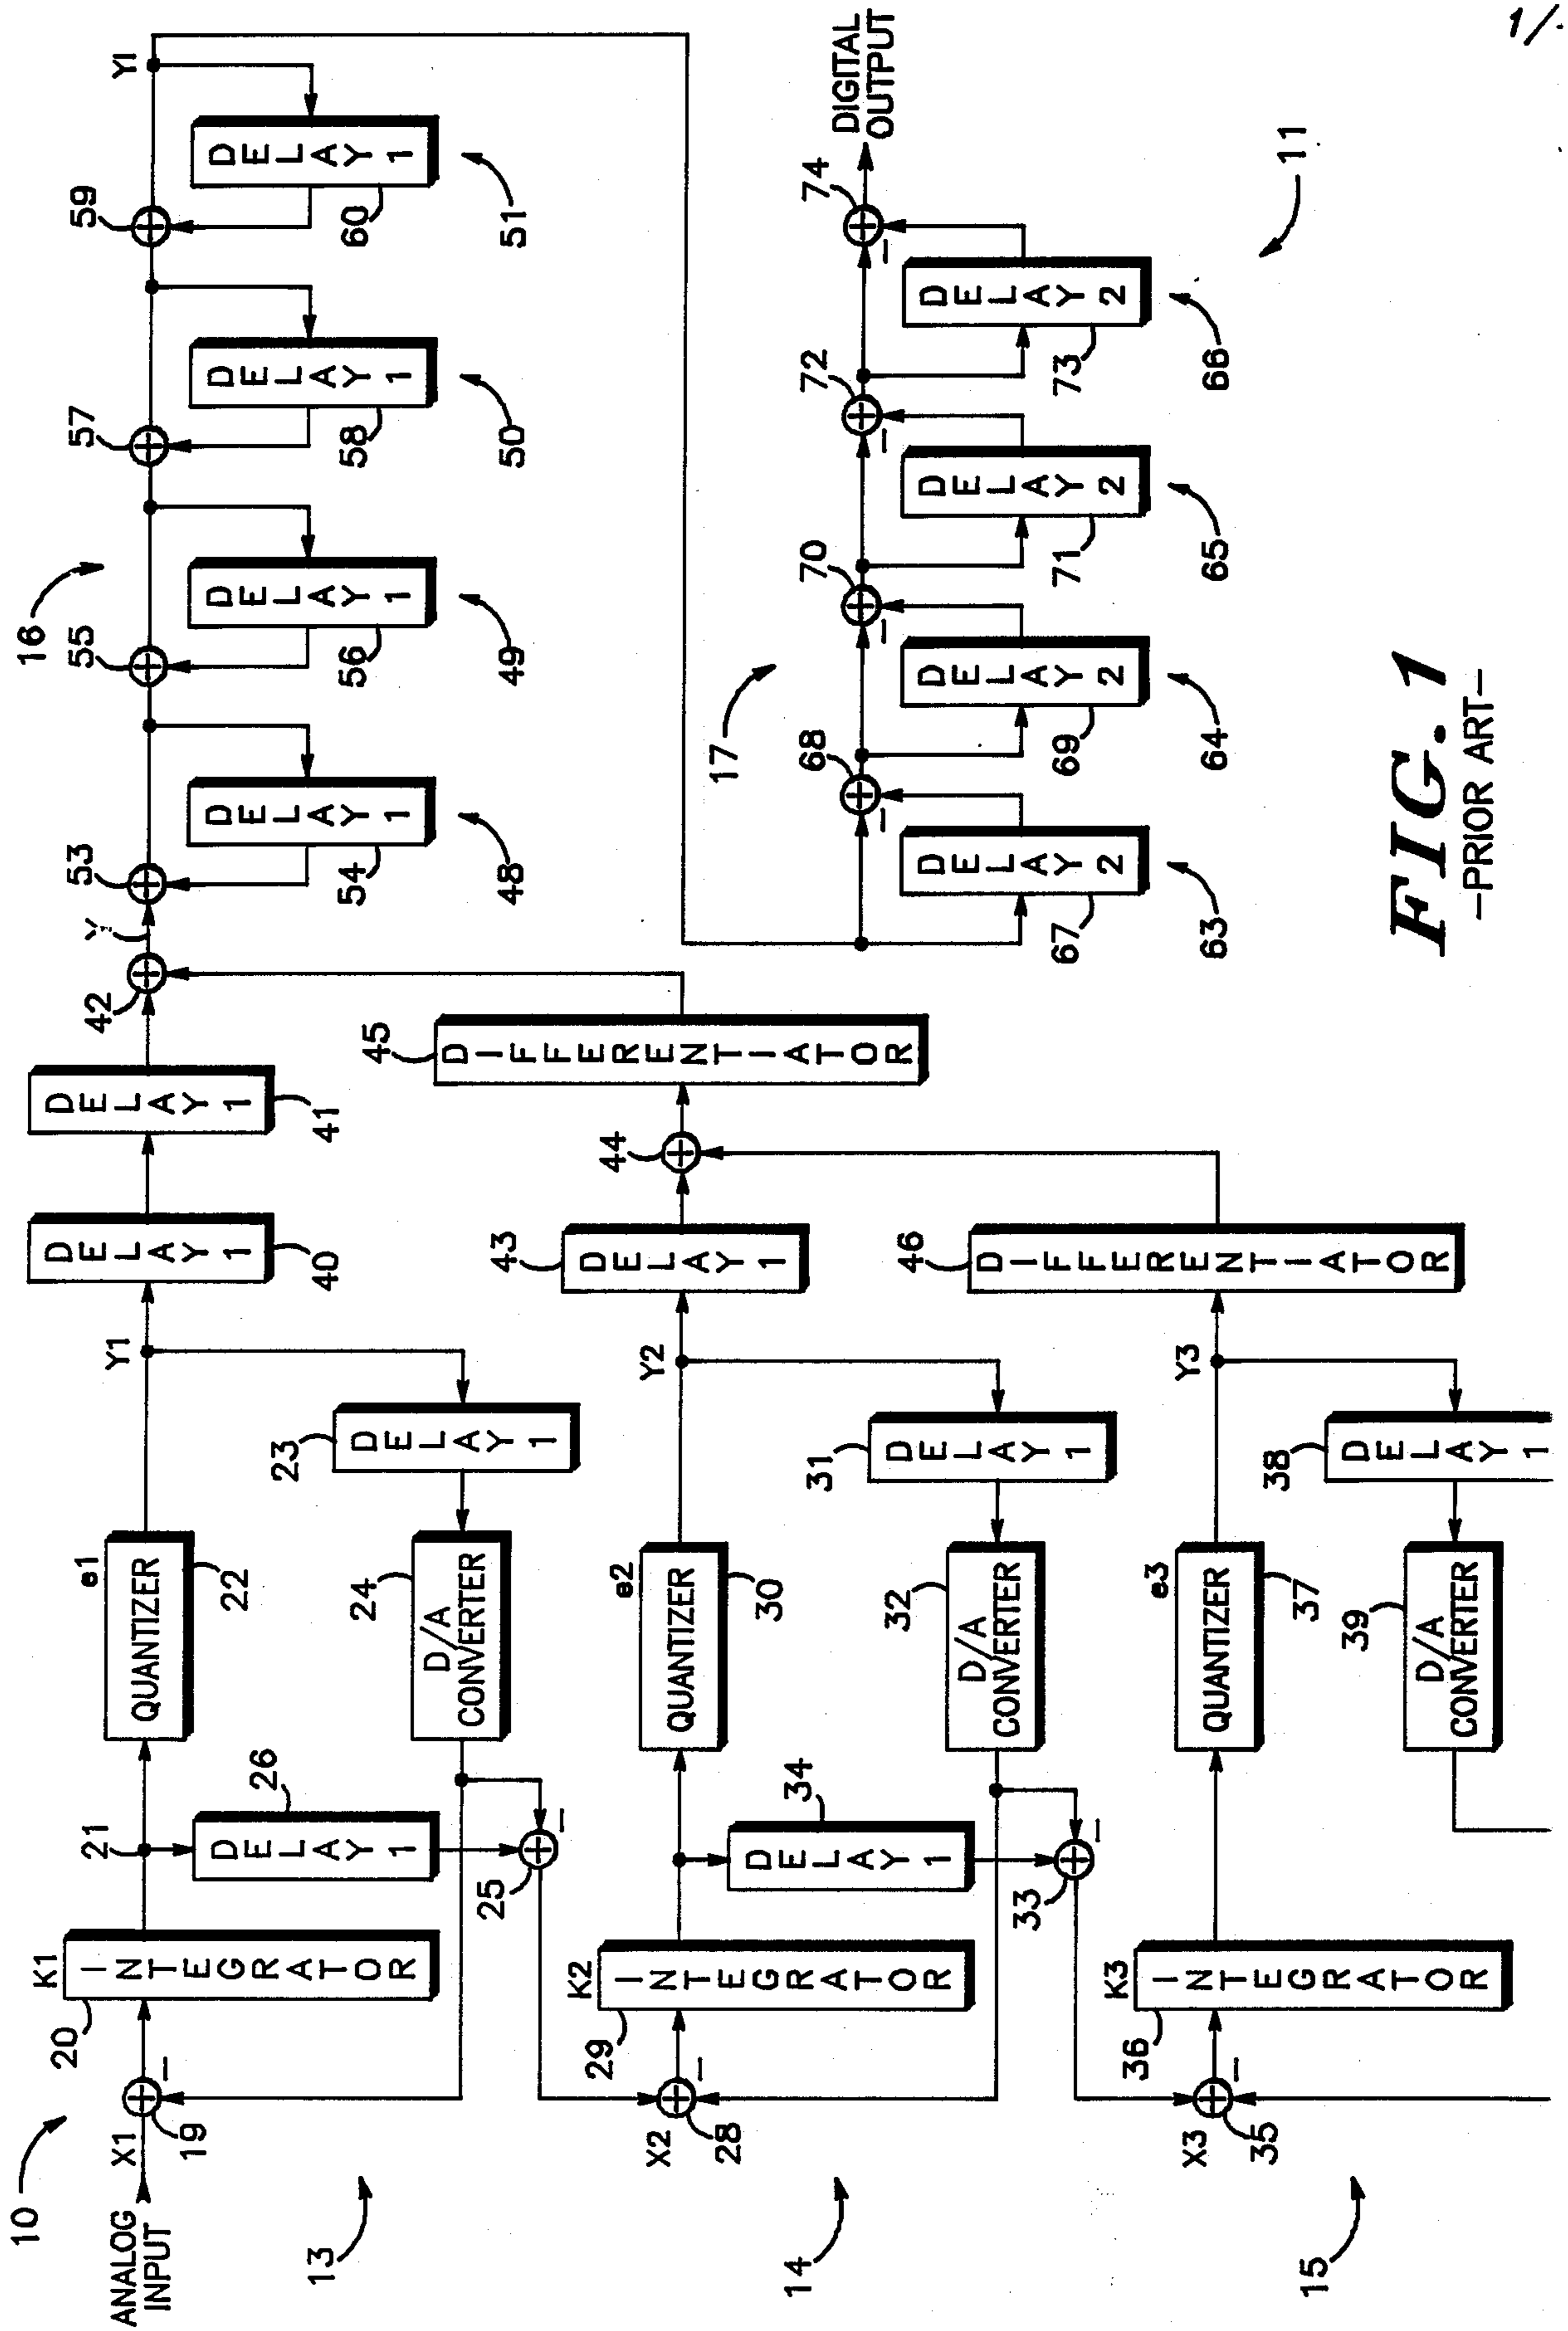 10
ANALOG
INPUT
X1
19
K1
INTEGRATOR
20
21
DELAY 1
26
e1
QUANTIZER
22
Y1
DELAY 1
23
D/A
CONVERTER
24
25
13
DELAY 1
40
DELAY 1
41
42
Y
X2
28
K2
INTEGRATOR
29
DELAY 1
34
e2
QUANTIZER
30
Y2
DELAY 1
31
D/A
CONVERTER
32
33
14
DELAY 1
43
44
DIFFERENTIATOR
45
X3
35
K3
INTEGRATOR
36
e3
QUANTIZER
37
Y3
DELAY 1
38
D/A
CONVERTER
39
15
DIFFERENTIATOR
46
16
53
DELAY 1
54
48
55
DELAY 1
56
49
57
DELAY 1
58
50
59
DELAY 1
60
51
YI
17
DELAY 2
67
63
68
DELAY 2
69
64
70
DELAY 2
71
65
72
DELAY 2
73
66
74
DIGITAL
OUTPUT
11
FIG. 1
-PRIOR ART-